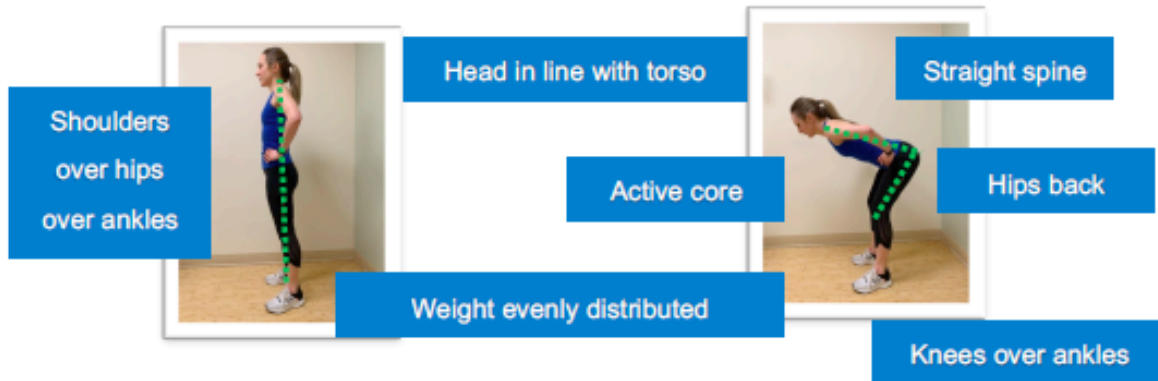 Shoulders
over hips
over ankles
Head in line with torso
Straight spine
Active core
Hips back
Weight evenly distributed
Knees over ankles